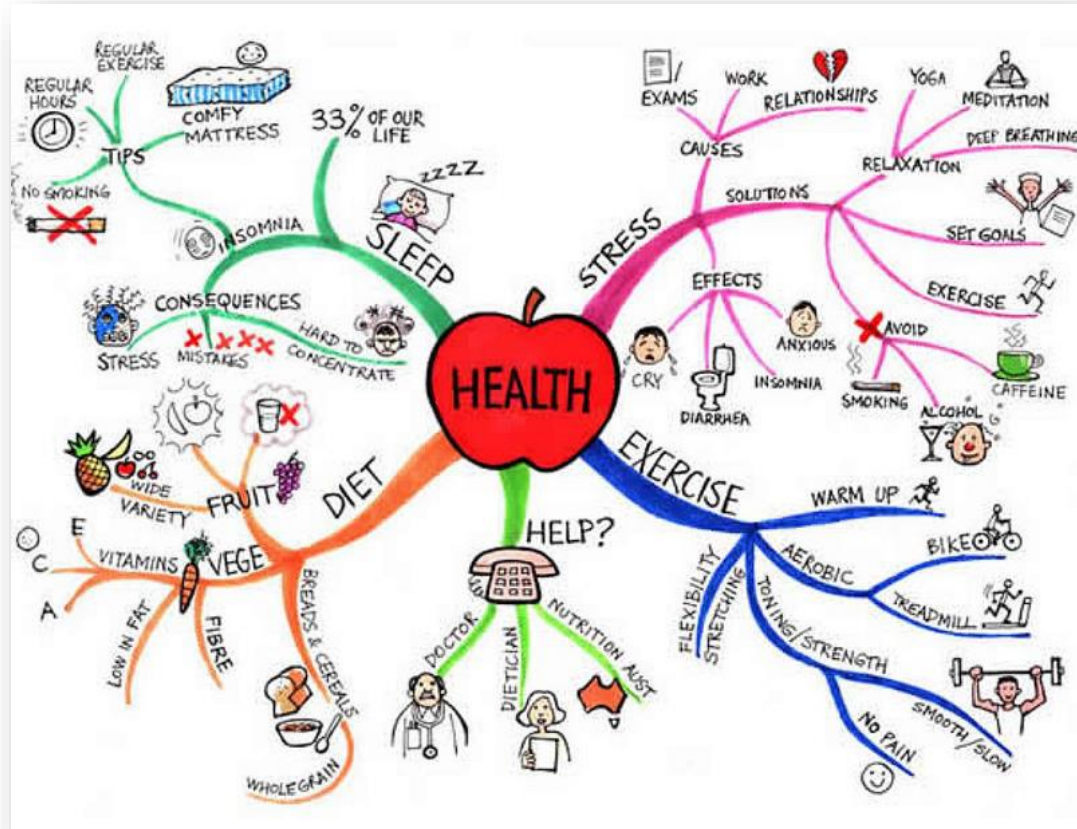 HEALTH
SLEEP
33% OF OUR
LIFE
ZZZZ
INSOMNIA
TIPS
REGULAR
HOURS
REGULAR
EXERCISE
COMFY
MATTRESS
NO SMOKING
CONSEQUENCES
STRESS
MISTAKES
HARD TO
CONCENTRATE
STRESS
CAUSES
EXAMS
WORK
RELATIONSHIPS
SOLUTIONS
RELAXATION
YOGA
MEDITATION
DEEP BREATHING
SET GOALS
EXERCISE
AVOID
SMOKING
ALCOHOL
CAFFEINE
EFFECTS
CRY
DIARRHEA
INSOMNIA
ANXIOUS
EXERCISE
WARM UP
AEROBIC
BIKE
TREADMILL
TONING/STRENGTH
SMOOTH/SLOW
NO PAIN
FLEXIBILITY
STRETCHING
HELP?
DOCTOR
DIETICIAN
NUTRITION AUST
DIET
FRUIT
WIDE
VARIETY
VEGE
VITAMINS
E
C
A
LOW IN FAT
FIBRE
BREADS & CEREALS
WHOLEGRAIN